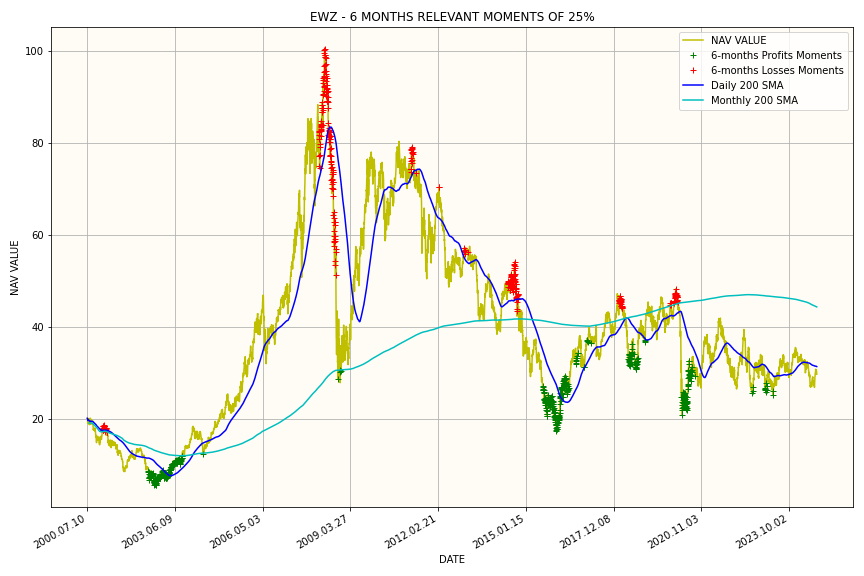 EWZ - 6 MONTHS RELEVANT MOMENTS OF 25%
NAV VALUE
6-months Profits Moments
6-months Losses Moments
Daily 200 SMA
Monthly 200 SMA
100
80
60
40
20
NAV VALUE
2000.07.10
2003.06.09
2006.05.03
2009.03.27
2012.02.21
2015.01.15
2017.12.08
2020.11.03
2023.10.02
DATE